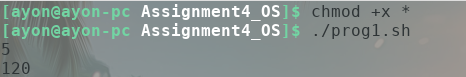 [ayon@ayon-pc Assignment4_OS]$ chmod +x *
[ayon@ayon-pc Assignment4_OS]$ ./prog1.sh
5
120